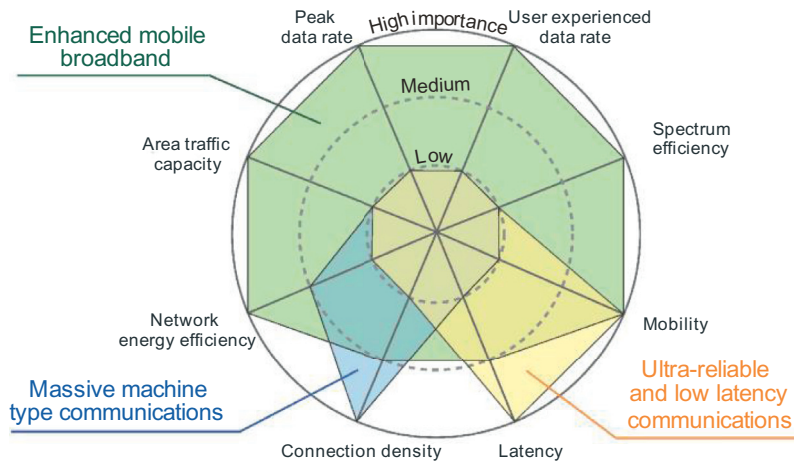 Peak
data rate
High importance
User experienced
data rate
Enhanced mobile
broadband
Medium
Area traffic
capacity
Low
Spectrum
efficiency
Network
energy efficiency
Mobility
Massive machine
type communications
Ultra-reliable
and low latency
communications
Connection density
Latency